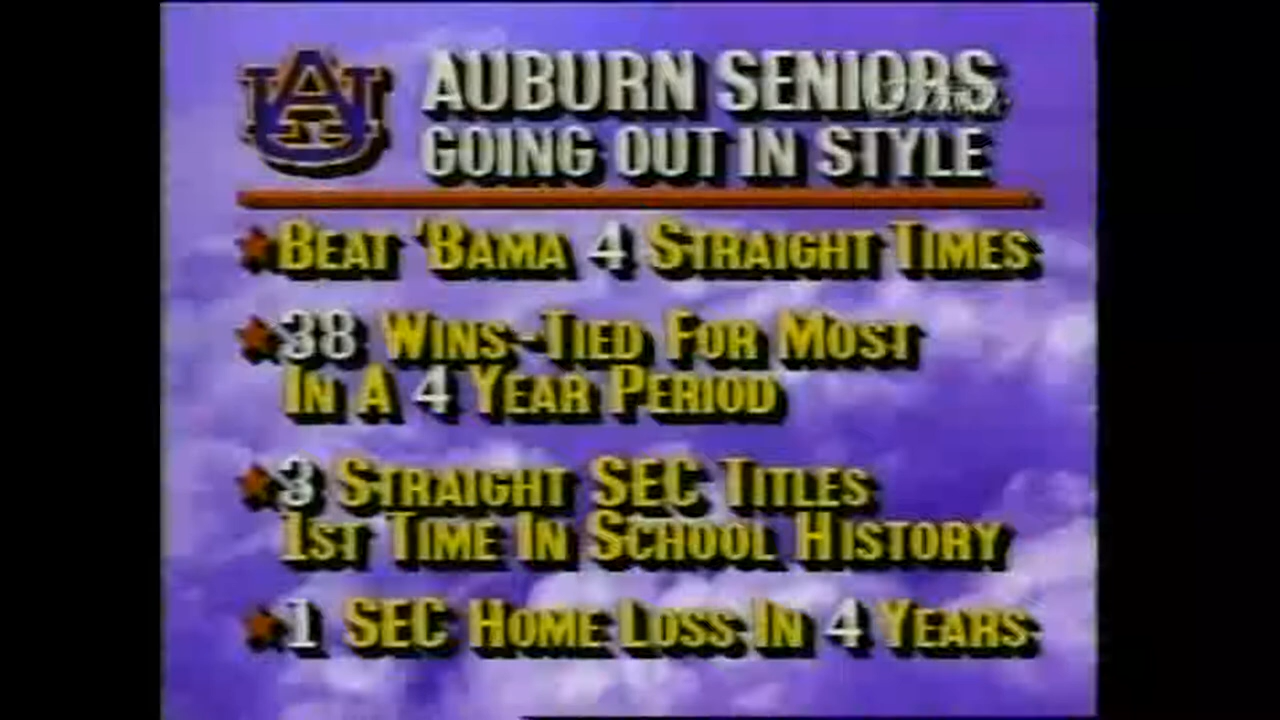 AU
AUBURN SENIORS
GOING OUT IN STYLE
BEAT 'BAMA 4 STRAIGHT TIMES
38 WINS-TIED FOR MOST
IN A 4 YEAR PERIOD
3 STRAIGHT SEC TITLES
1ST TIME IN SCHOOL HISTORY
1 SEC HOME LOSS IN 4 YEARS